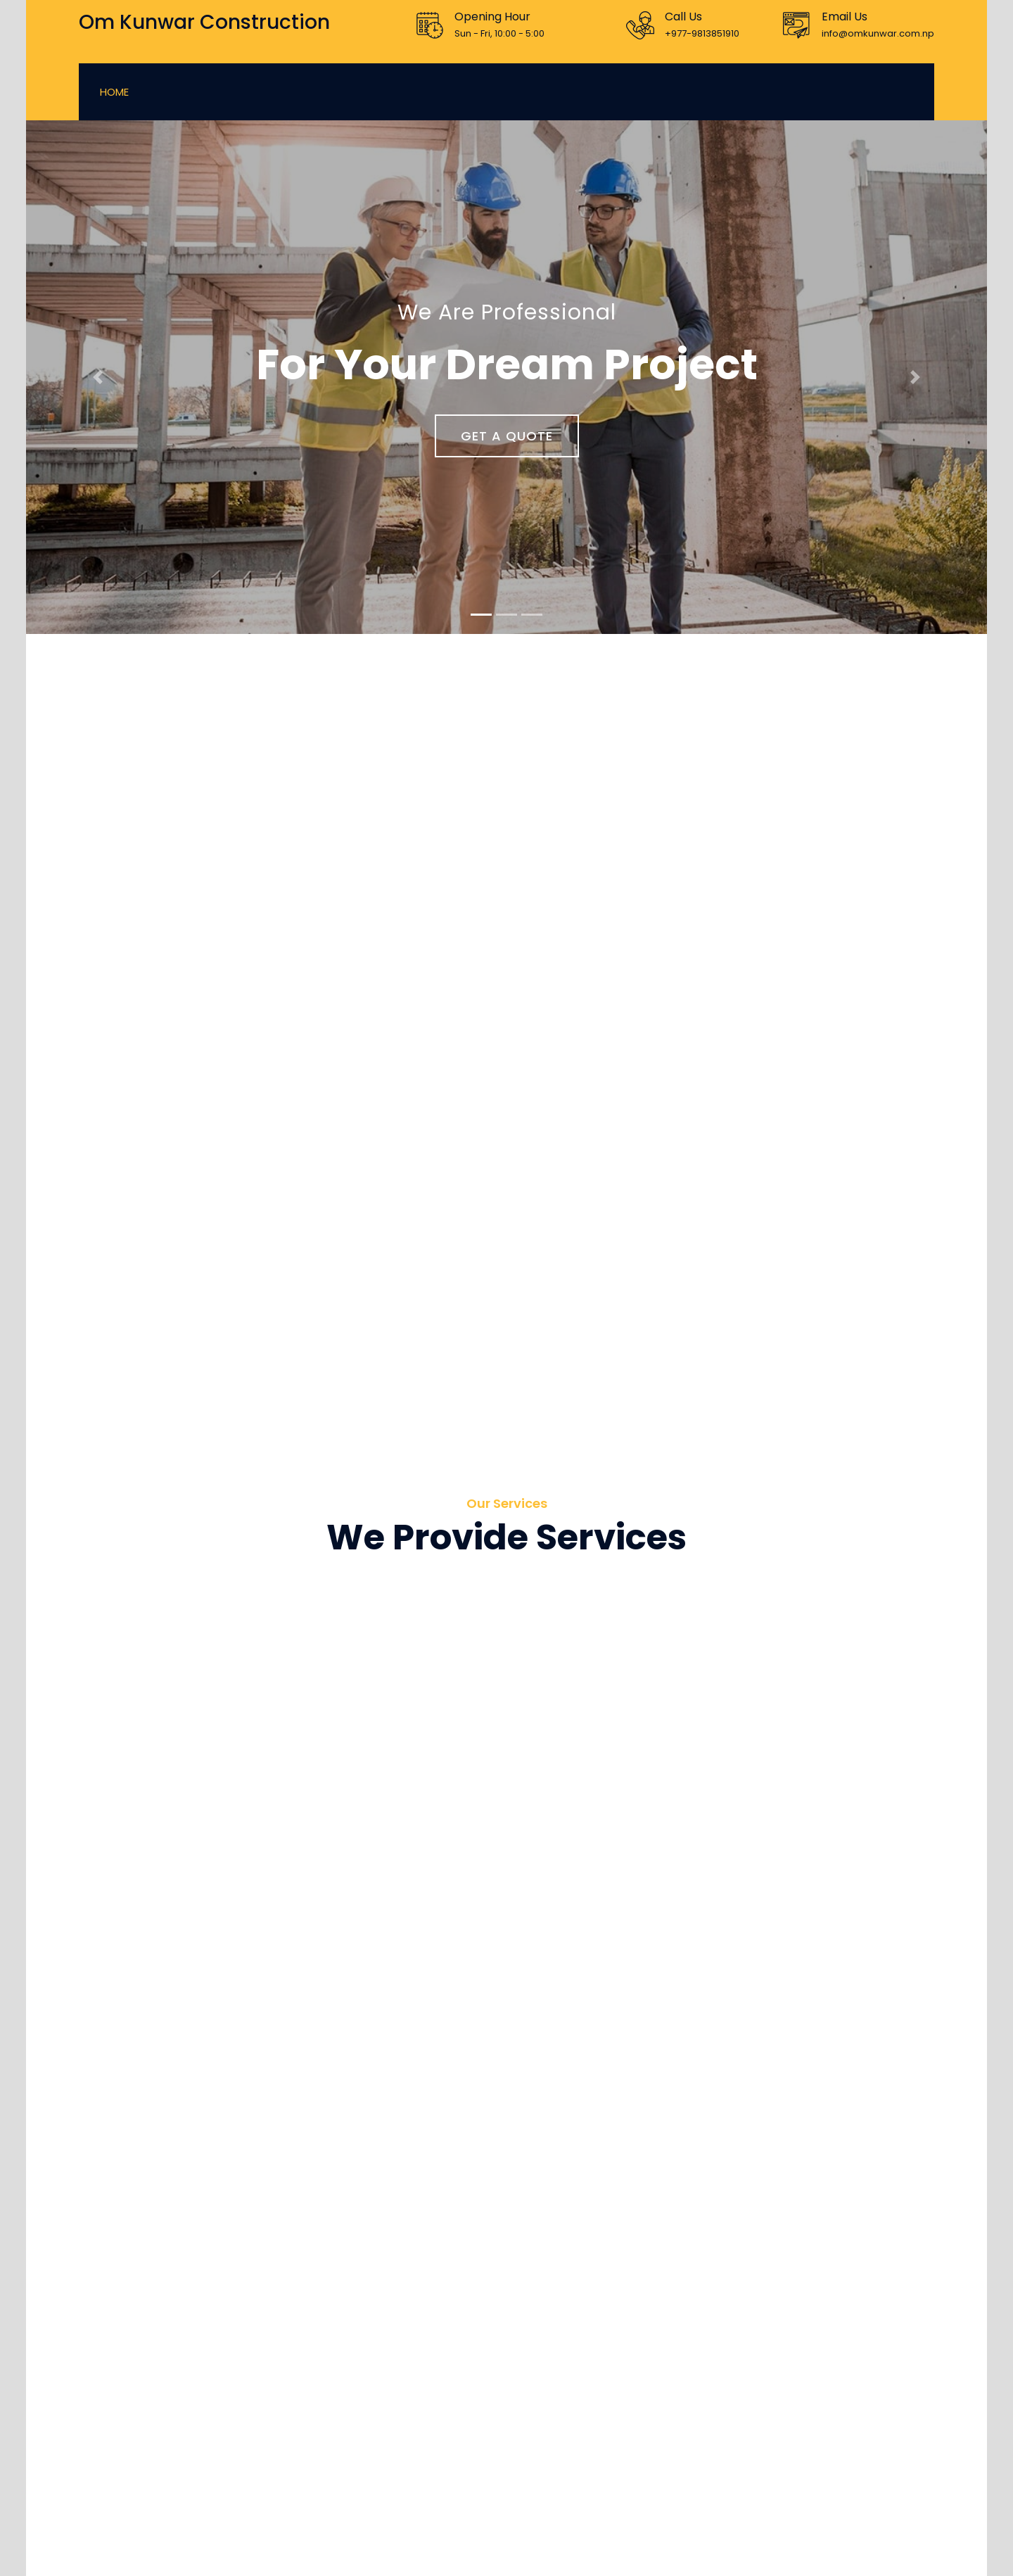 Om Kunwar Construction
Opening Hour
Sun - Fri, 10:00 - 5:00
Call Us
+977-9813851910
Email Us
info@omkunwar.com.np
HOME
We Are Professional
For Your Dream Project
GET A QUOTE
Our Services
We Provide Services